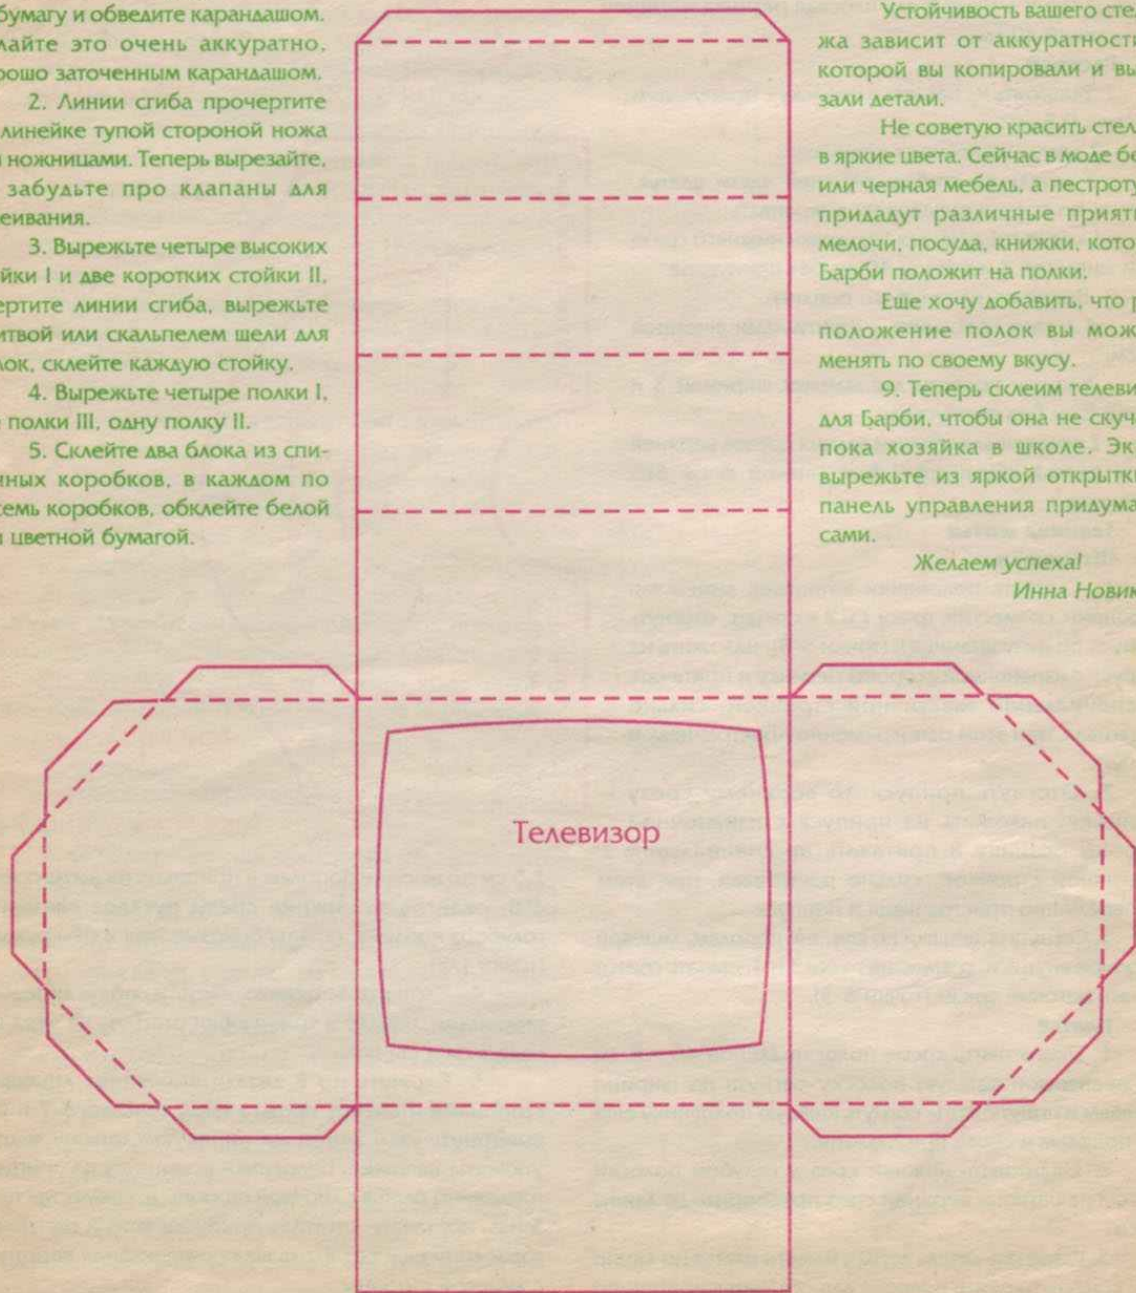 бумагу и обведите карандашом.
лайте это очень аккуратно,
рошо заточенным карандашом.
2. Линии сгиба прочертите
линейке тупой стороной ножа
и ножницами. Теперь вырезайте,
забудьте про клапаны для
еивания.
3. Вырежьте четыре высоких
йки I и две коротких стойки II,
ертите линии сгиба, вырежьте
итвой или скальпелем щели для
лок, склейте каждую стойку.
4. Вырежьте четыре полки I,
полки III, одну полку II.
5. Склейте два блока из спи-
чных коробков, в каждом по
семь коробков, обклейте белой
и цветной бумагой.
Устойчивость вашего стел
жа зависит от аккуратност
которой вы копировали и вы
зали детали.
Не советую красить стел
в яркие цвета. Сейчас в моде бе
или черная мебель, а пестроту
придадут различные прият
мелочи, посуда, книжки, кото
Барби положит на полки.
Еще хочу добавить, что р
положение полок вы мож
менять по своему вкусу.
9. Теперь склеим телеви
для Барби, чтобы она не скуча
пока хозяйка в школе. Эк
вырежьте из яркой открытк
панель управления придума
сами.
Желаем успеха!
Инна Новик
Телевизор